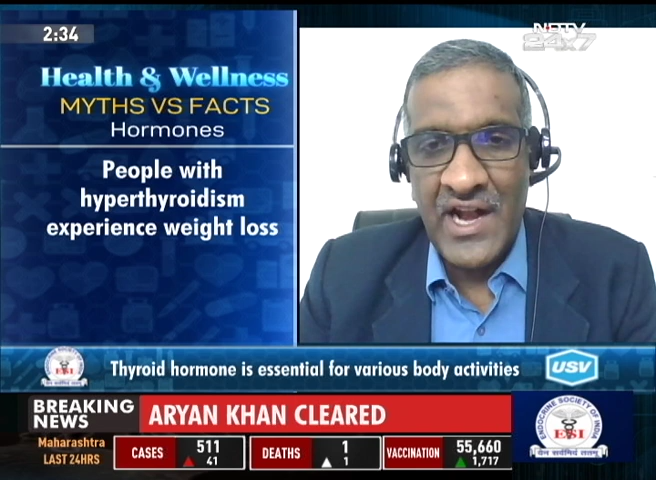 2:34
NDTV
24x7
Health & Wellness
MYTHS VS FACTS
Hormones
People with
hyperthyroidism
experience weight loss
Thyroid hormone is essential for various body activities
USV
ESI
BREAKING
NEWS
ARYAN KHAN CLEARED
Maharashtra
LAST 24HRS
CASES
511
41
DEATHS
1
1
VACCINATION
55,660
1,717
ENDOCRINE SOCIETY OF INDIA
ESI